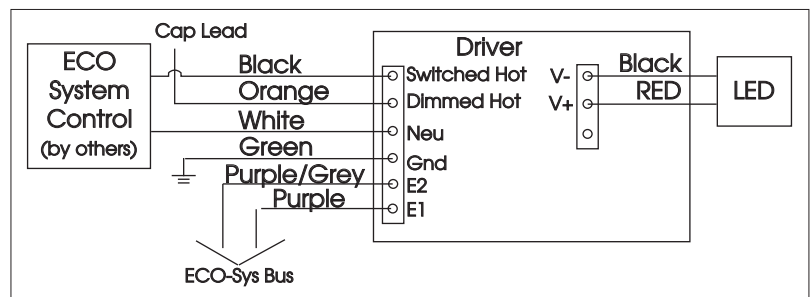 Cap Lead
ECO
System
Control
(by others)
Black
Orange
White
Green
Purple/Grey
Purple
Driver
Switched Hot
Dimmed Hot
Neu
Gnd
E2
E1
V-
V+
Black
RED
LED
ECO-Sys Bus